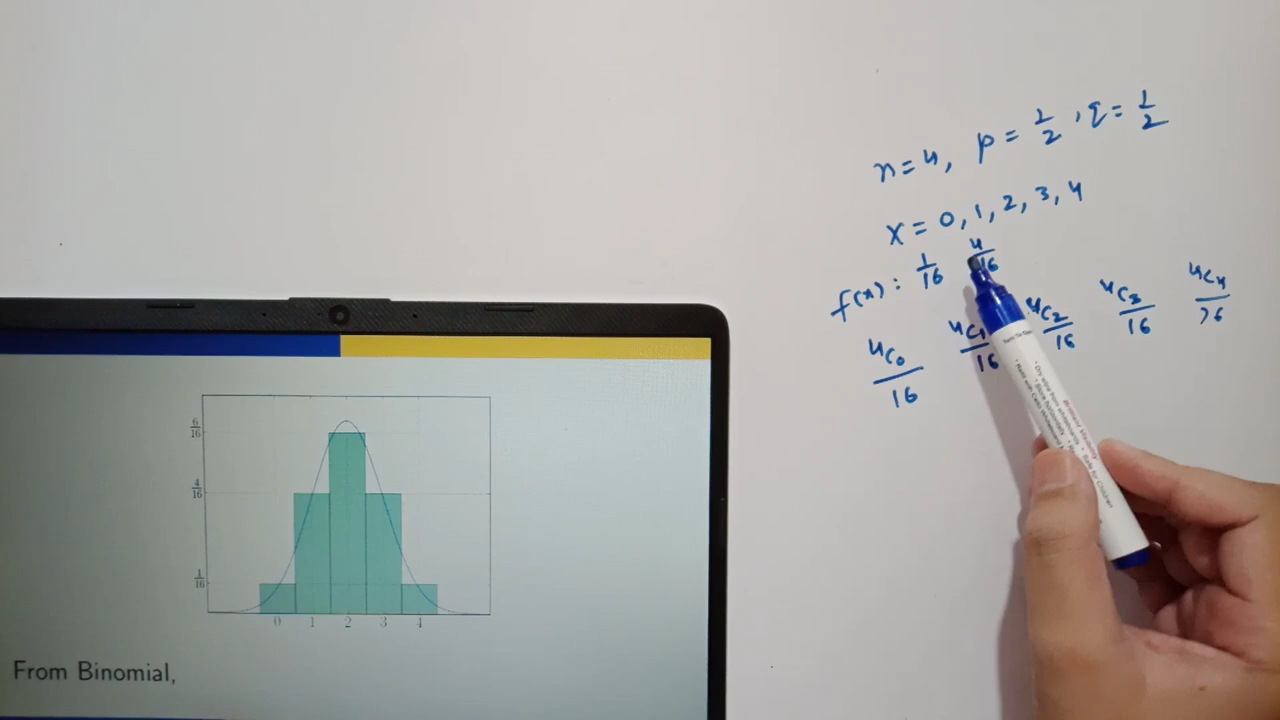 n=4, p = 1/2 , q = 1/2
x = 0, 1, 2, 3, 4
f(x) : 1/16 4/16
4C0/16 4C1/16 4C2/16 4C3/16 4C4/16
6/16
4/16
1/16
0 1 2 3 4
From Binomial,